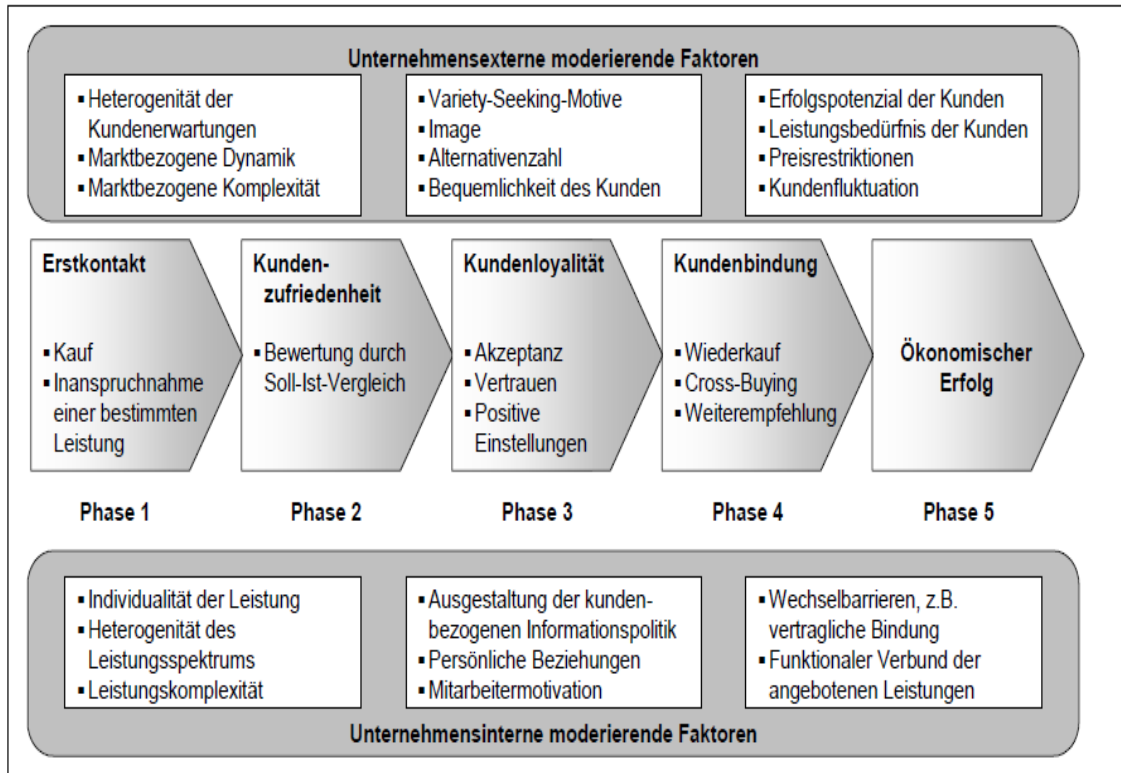 Unternehmensexterne moderierende Faktoren
▪ Heterogenität der
Kundenerwartungen
▪ Marktbezogene Dynamik
▪ Marktbezogene Komplexität
▪ Variety-Seeking-Motive
▪ Image
▪ Alternativenzahl
▪ Bequemlichkeit des Kunden
▪ Erfolgspotenzial der Kunden
▪ Leistungsbedürfnis der Kunden
▪ Preisrestriktionen
▪ Kundenfluktuation
Erstkontakt
▪ Kauf
▪ Inanspruchnahme
einer bestimmten
Leistung
Kunden-
zufriedenheit
▪ Bewertung durch
Soll-Ist-Vergleich
Kundenloyalität
▪ Akzeptanz
▪ Vertrauen
▪ Positive
Einstellungen
Kundenbindung
▪ Wiederkauf
▪ Cross-Buying
▪ Weiterempfehlung
Ökonomischer
Erfolg
Phase 1
Phase 2
Phase 3
Phase 4
Phase 5
▪ Individualität der Leistung
▪ Heterogenität des
Leistungsspektrums
▪ Leistungskomplexität
▪ Ausgestaltung der kunden-
bezogenen Informationspolitik
▪ Persönliche Beziehungen
▪ Mitarbeitermotivation
▪ Wechselbarrieren, z.B.
vertragliche Bindung
▪ Funktionaler Verbund der
angebotenen Leistungen
Unternehmensinterne moderierende Faktoren